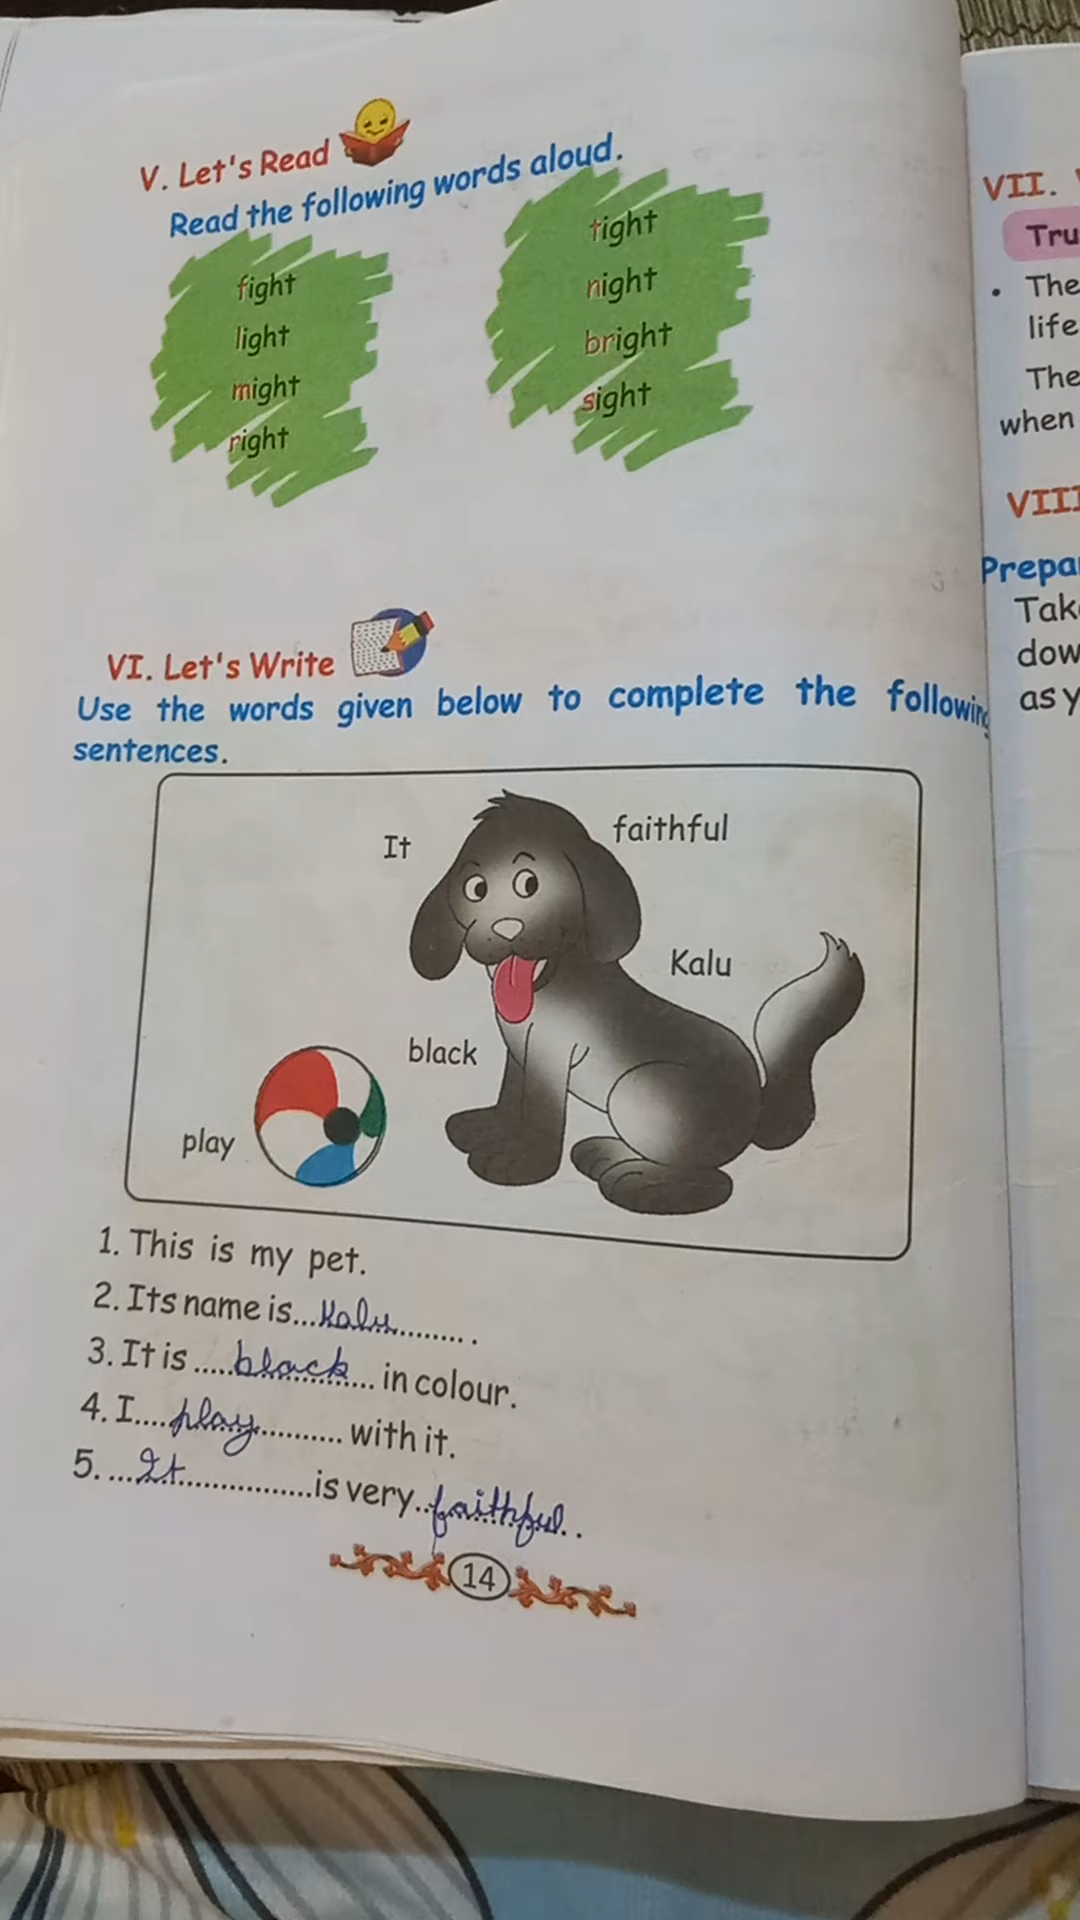 V. Let's Read
Read the following words aloud.
fight
light
might
right
tight
night
bright
sight
VI. Let's Write
Use the words given below to complete the following
sentences.
It
faithful
Kalu
black
play
1. This is my pet.
2. Its name is...Kalu......... .
3. It is .....black... in colour.
4. I....play.......... with it.
5. ...It...............is very..faithful. .
14
VII.
Tru
• The
life
The
when
VIII
Prepa
Tak
dow
as y